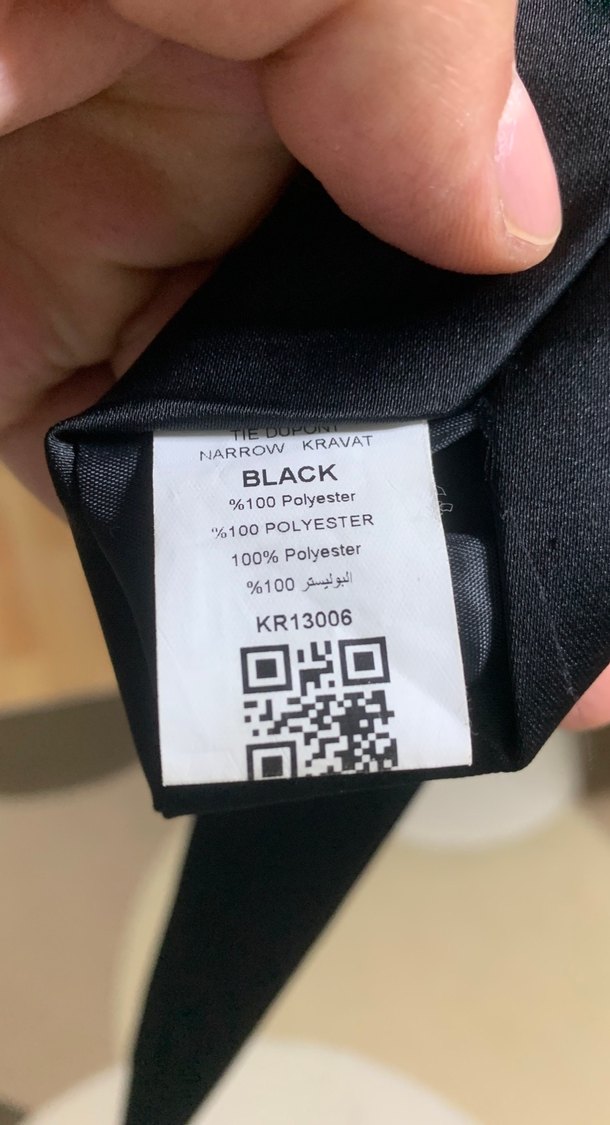 TIE DUPONT
NARROW KRAVAT
BLACK
%100 Polyester
%100 POLYESTER
100% Polyester
%100 البوليستر
KR13006